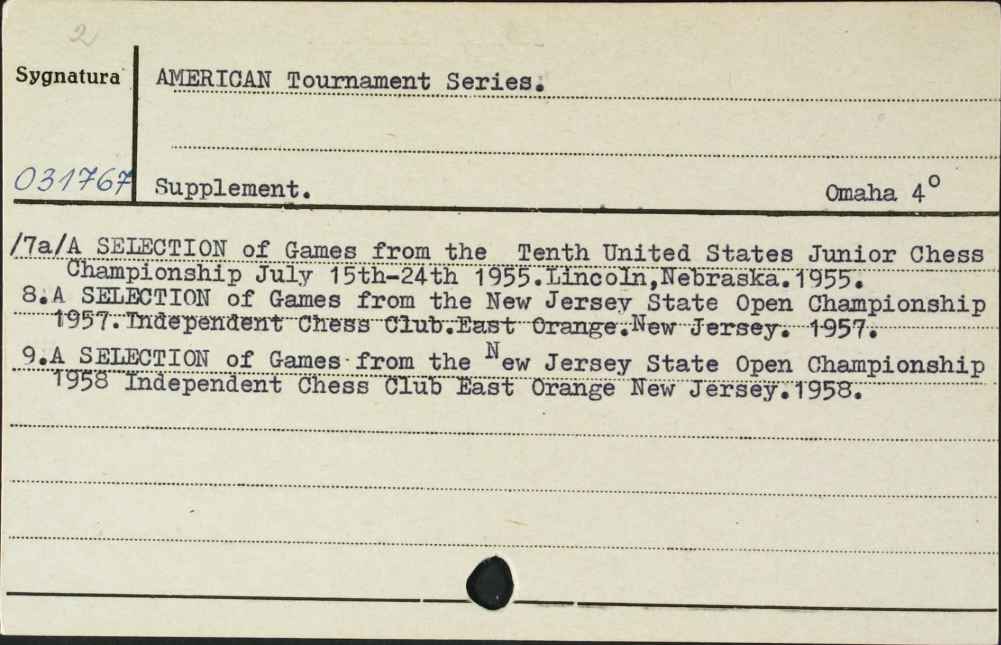 2
Sygnatura
AMERICAN Tournament Series.
031767
Supplement.
Omaha 4°
/7a/A SELECTION of Games from the Tenth United States Junior Chess
Championship July 15th-24th 1955.Lincoln,Nebraska.1955.
8.A SELECTION of Games from the New Jersey State Open Championship
1957.Independent Chess Club.East Orange.New Jersey. 1957.
9.A SELECTION of Games from the New Jersey State Open Championship
1958 Independent Chess Club East Orange New Jersey.1958.